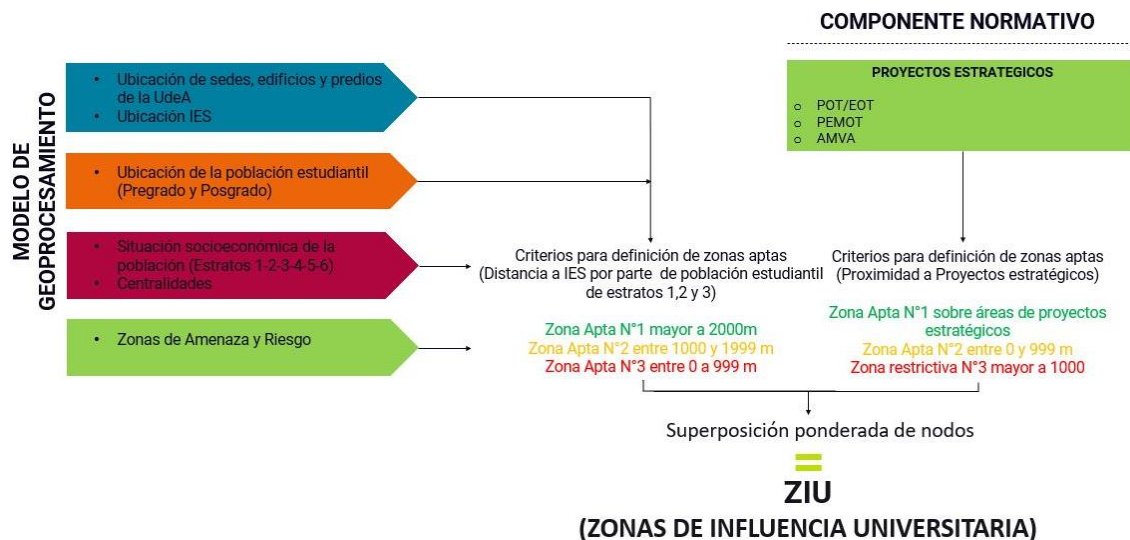 COMPONENTE NORMATIVO
MODELO DE
GEOPROCESAMIENTO
• Ubicación de sedes, edificios y predios
de la UdeA
• Ubicación IES
• Ubicación de la población estudiantil
(Pregrado y Posgrado)
• Situación socioeconómica de la
población (Estratos 1-2-3-4-5-6)
• Centralidades
• Zonas de Amenaza y Riesgo
PROYECTOS ESTRATEGICOS
o POT/EOT
o PEMOT
o AMVA
Criterios para definición de zonas aptas
(Distancia a IES por parte de población estudiantil
de estratos 1,2 y 3)
Zona Apta N°1 mayor a 2000m
Zona Apta N°2 entre 1000 y 1999 m
Zona Apta N°3 entre 0 a 999 m
Criterios para definición de zonas aptas
(Proximidad a Proyectos estratégicos)
Zona Apta N°1 sobre áreas de proyectos
estratégicos
Zona Apta N°2 entre 0 y 999 m
Zona restrictiva N°3 mayor a 1000
Superposición ponderada de nodos
=
ZIU
(ZONAS DE INFLUENCIA UNIVERSITARIA)